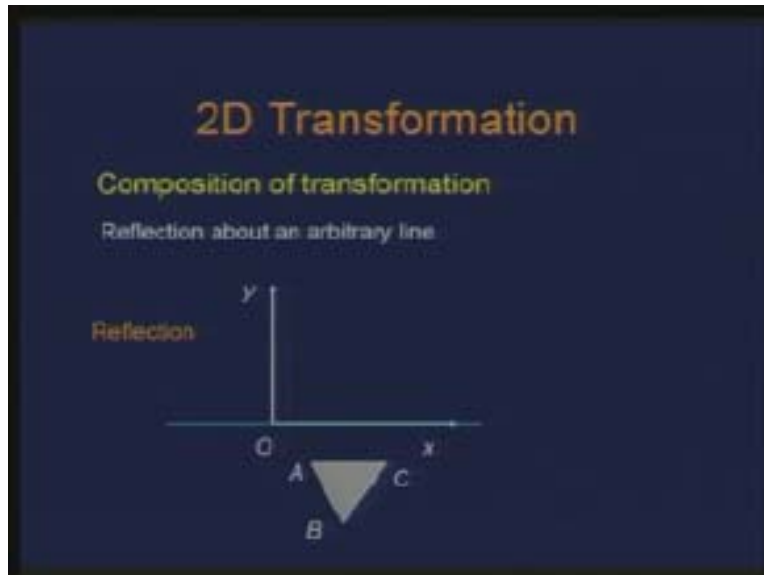 2D Transformation
Composition of transformation
Reflection about an arbitrary line
y
Reflection
O
x
A
C
B